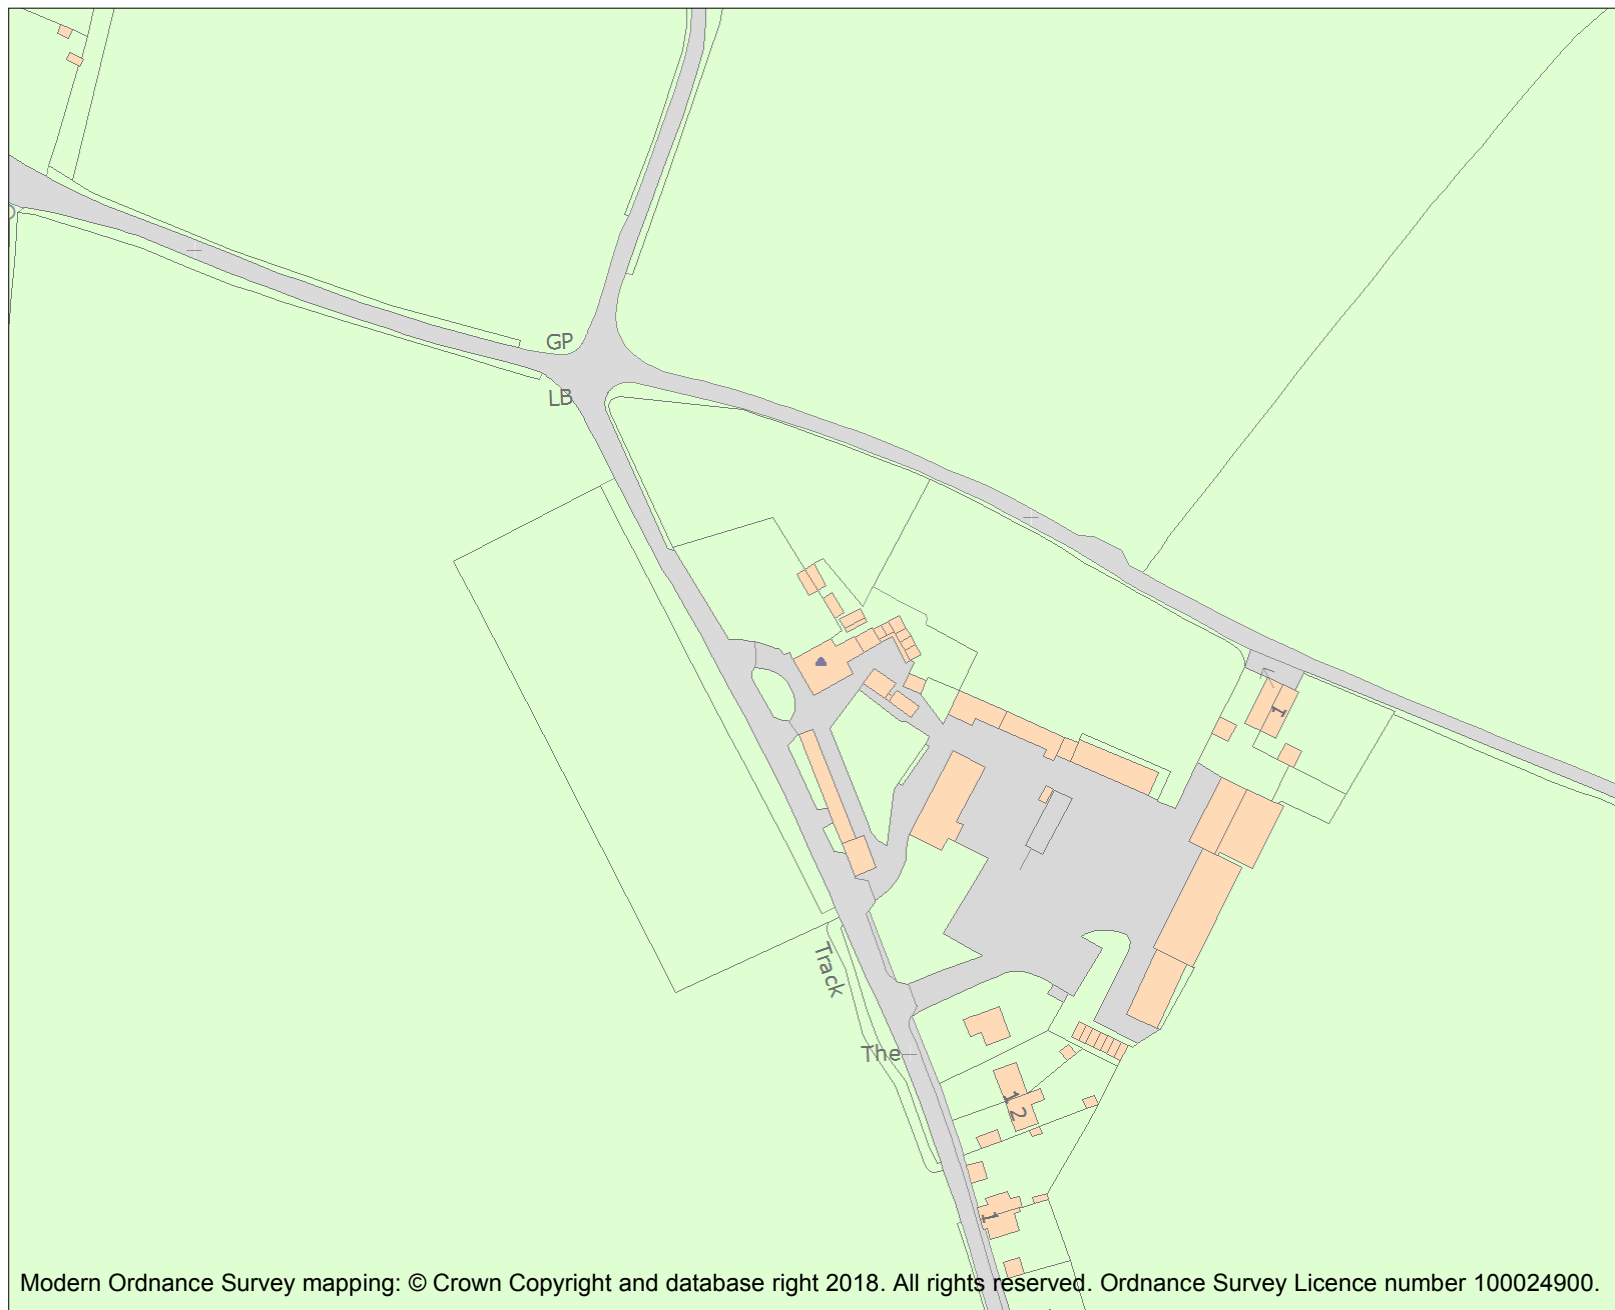 GP
LB
1
Track
The
1
2
1
Modern Ordnance Survey mapping: © Crown Copyright and database right 2018. All rights reserved. Ordnance Survey Licence number 100024900.